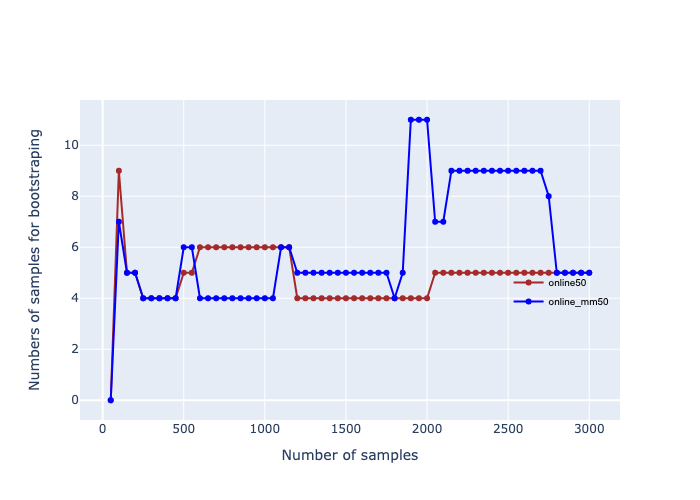 Numbers of samples for bootstraping
10
8
6
4
2
0
0 500 1000 1500 2000 2500 3000
Number of samples
online50
online_mm50